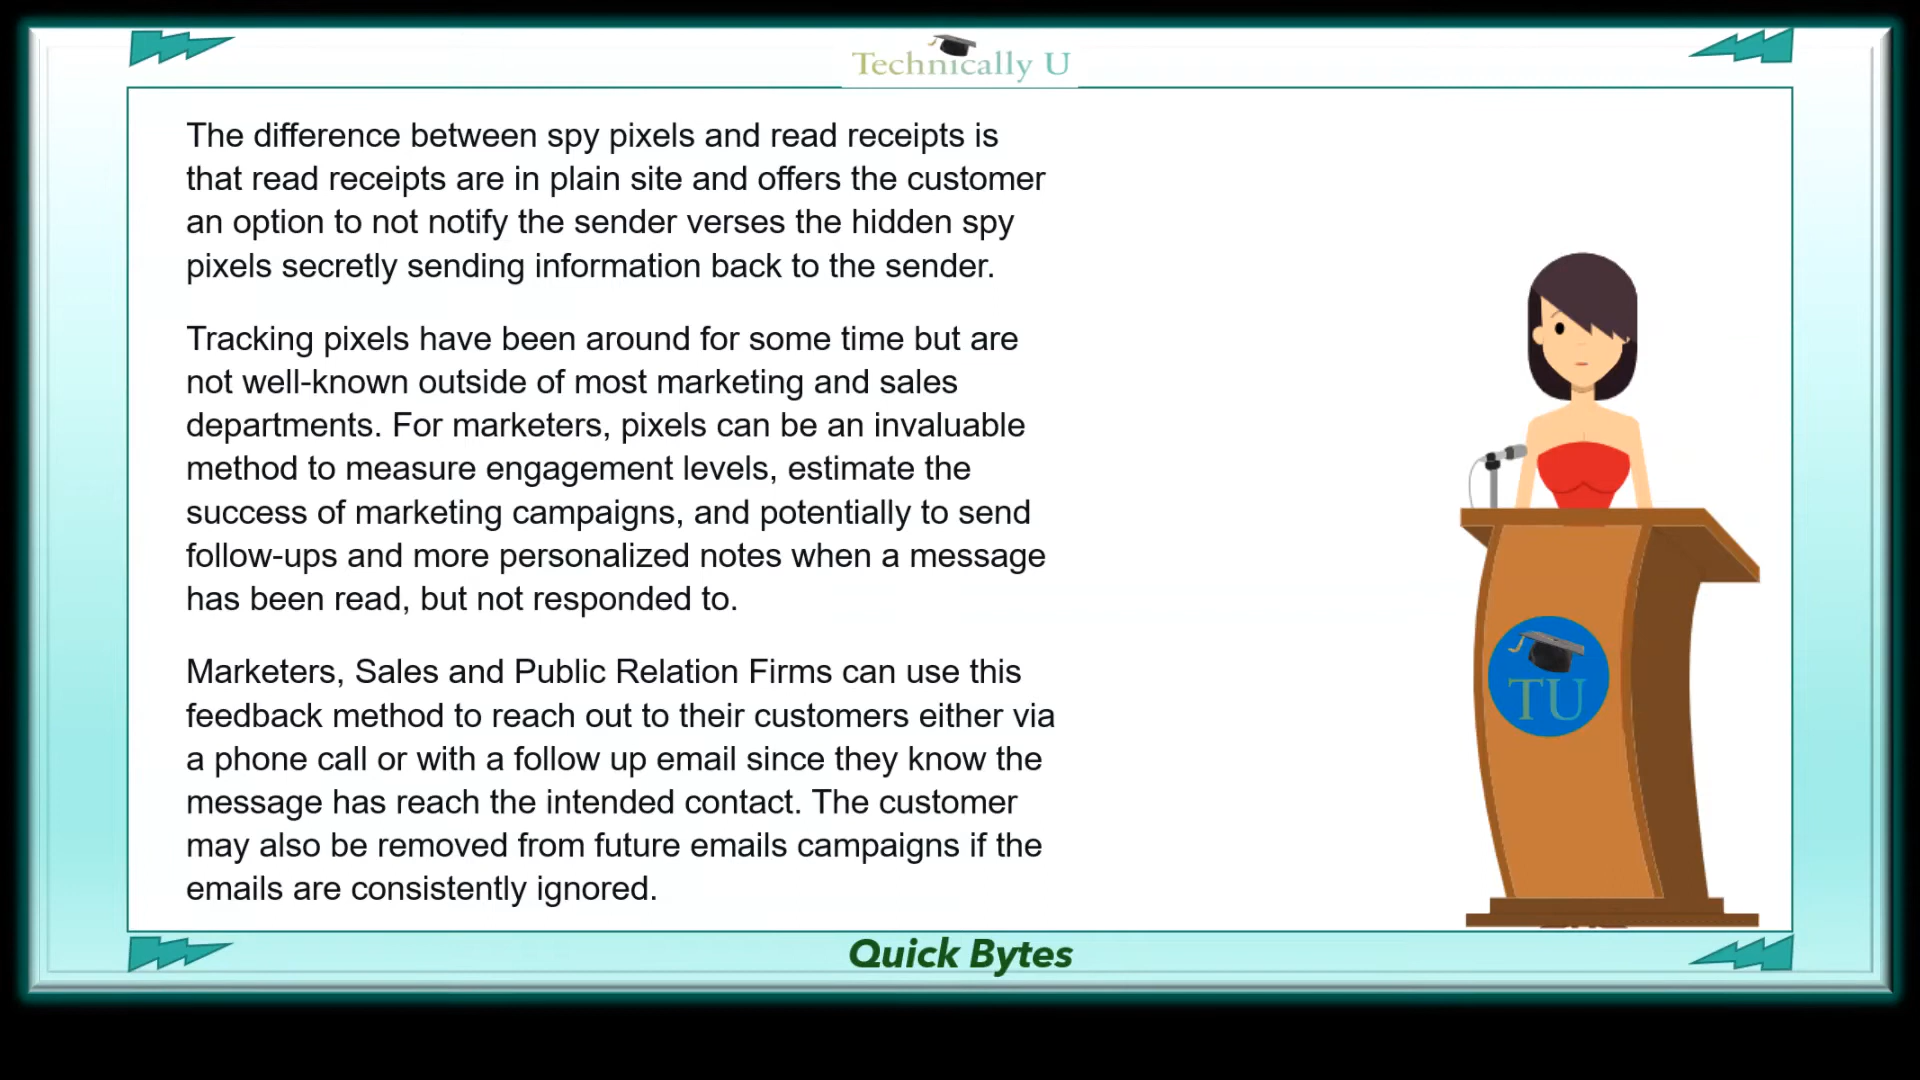 Technically U
The difference between spy pixels and read receipts is
that read receipts are in plain site and offers the customer
an option to not notify the sender verses the hidden spy
pixels secretly sending information back to the sender.
Tracking pixels have been around for some time but are
not well-known outside of most marketing and sales
departments. For marketers, pixels can be an invaluable
method to measure engagement levels, estimate the
success of marketing campaigns, and potentially to send
follow-ups and more personalized notes when a message
has been read, but not responded to.
Marketers, Sales and Public Relation Firms can use this
feedback method to reach out to their customers either via
a phone call or with a follow up email since they know the
message has reach the intended contact. The customer
may also be removed from future emails campaigns if the
emails are consistently ignored.
TU
Quick Bytes